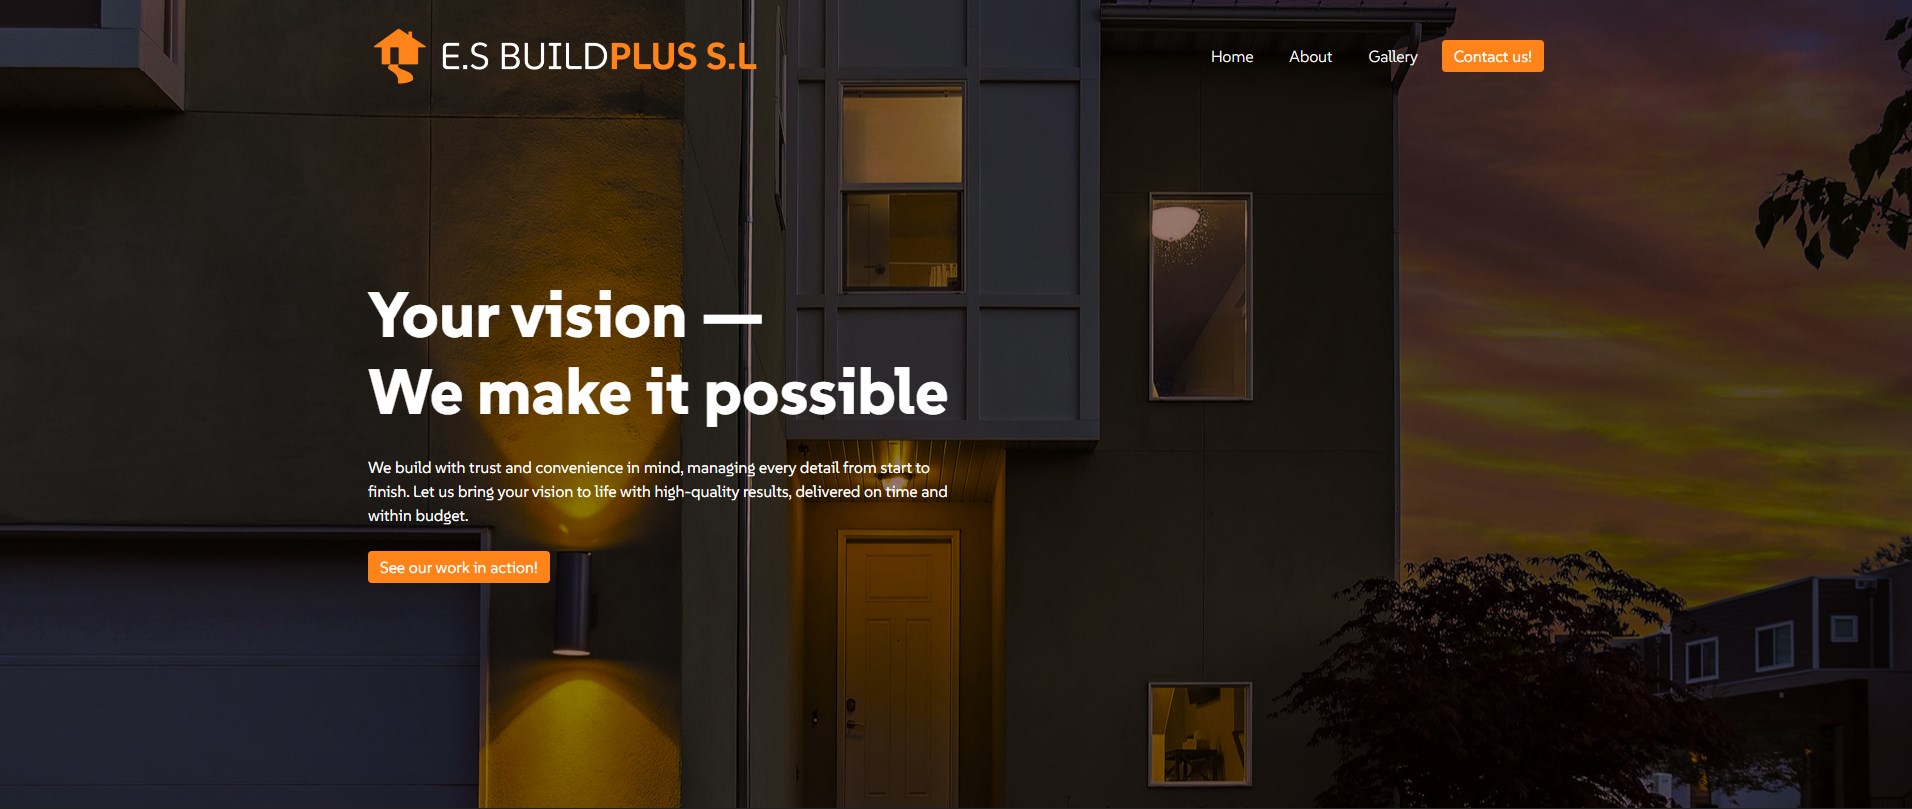 E.S BUILDPLUS S.L
Home About Gallery Contact us!
Your vision —
We make it possible
We build with trust and convenience in mind, managing every detail from start to
finish. Let us bring your vision to life with high-quality results, delivered on time and
within budget.
See our work in action!